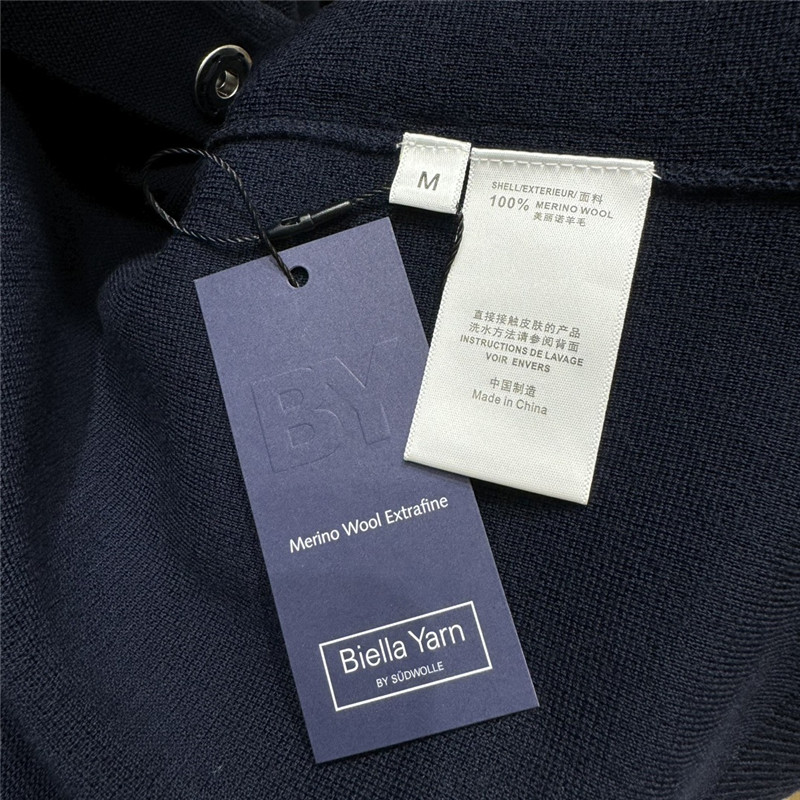 M
SHELL/EXTERIEUR/面料
100% MERINO WOOL
美丽诺羊毛
直接接触皮肤的产品
洗水方法请参阅背面
INSTRUCTIONS DE LAVAGE
VOIR ENVERS
中国制造
Made in China
BY
Merino Wool Extrafine
Biella Yarn
BY SÜDWOLLE